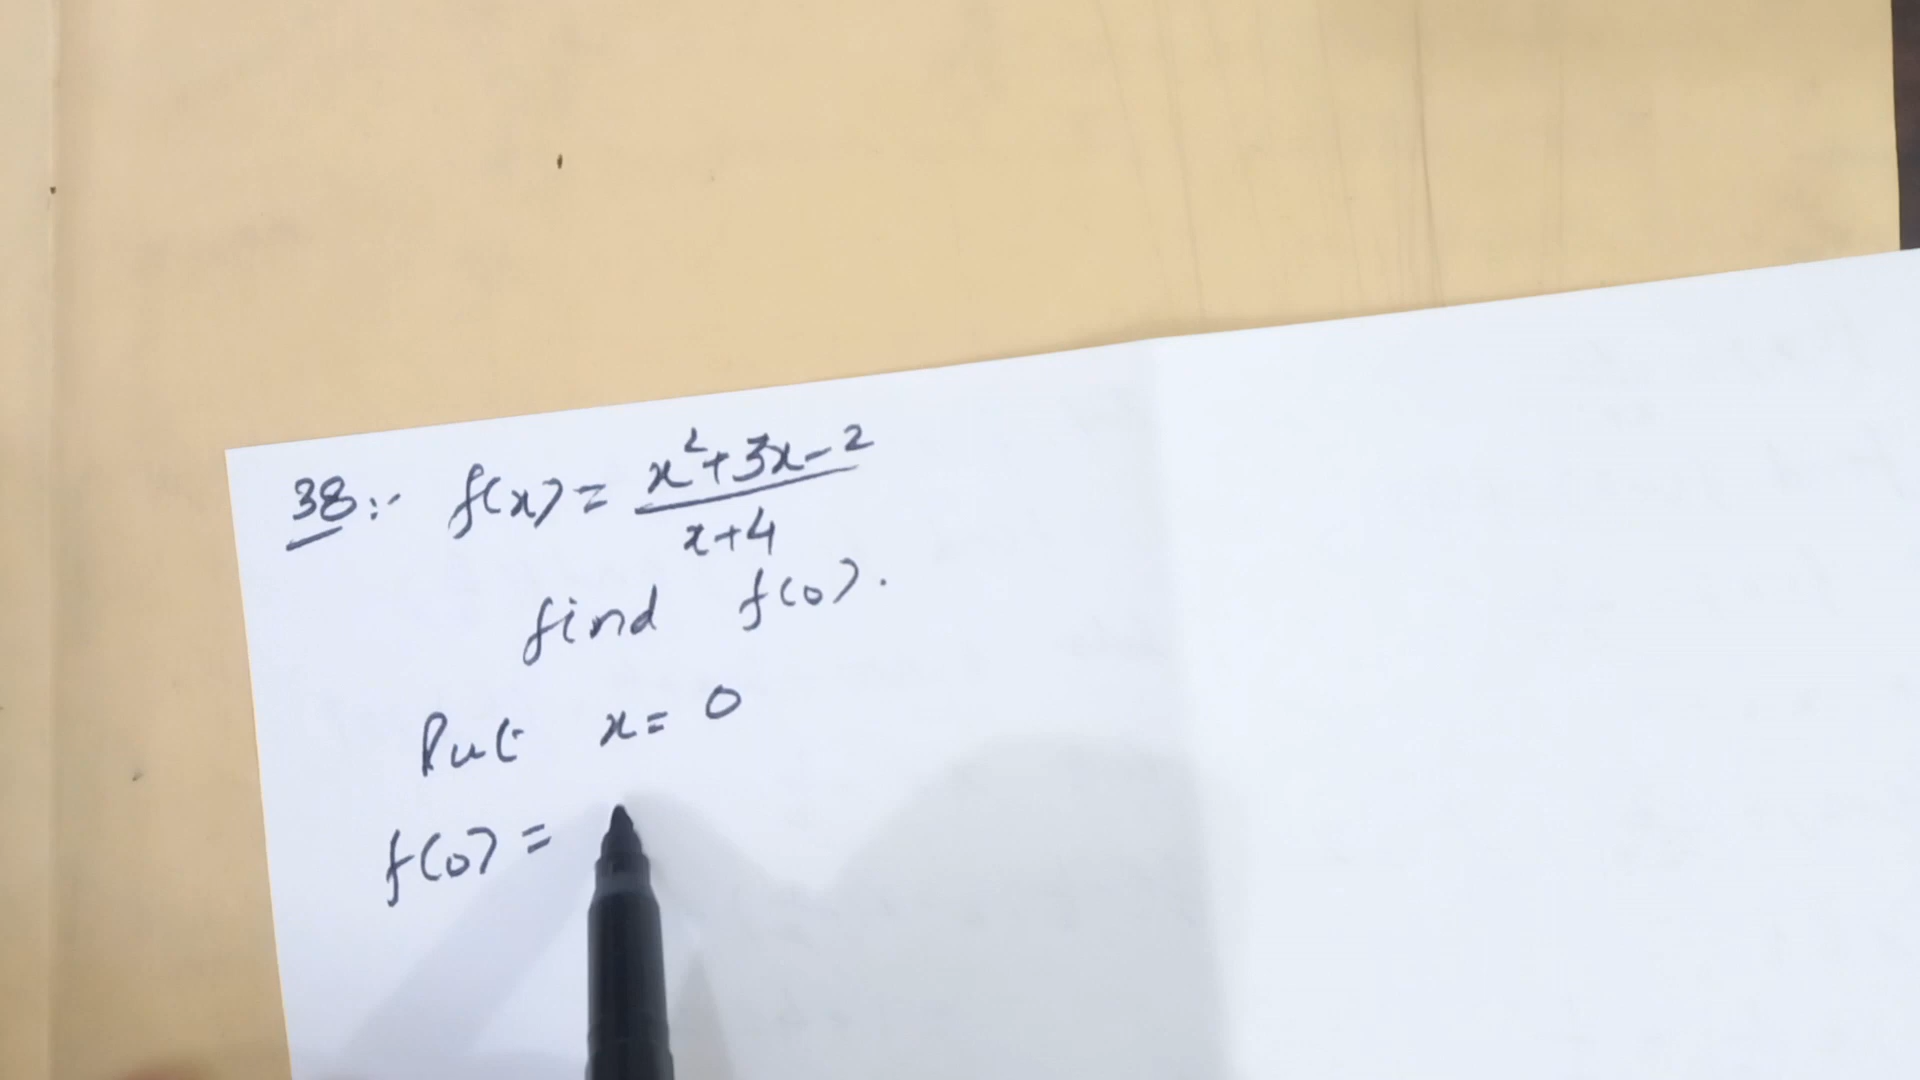 38:- f(x) = x²+3x-2 / x+4
find f(0).
Put x = 0
f(0) =